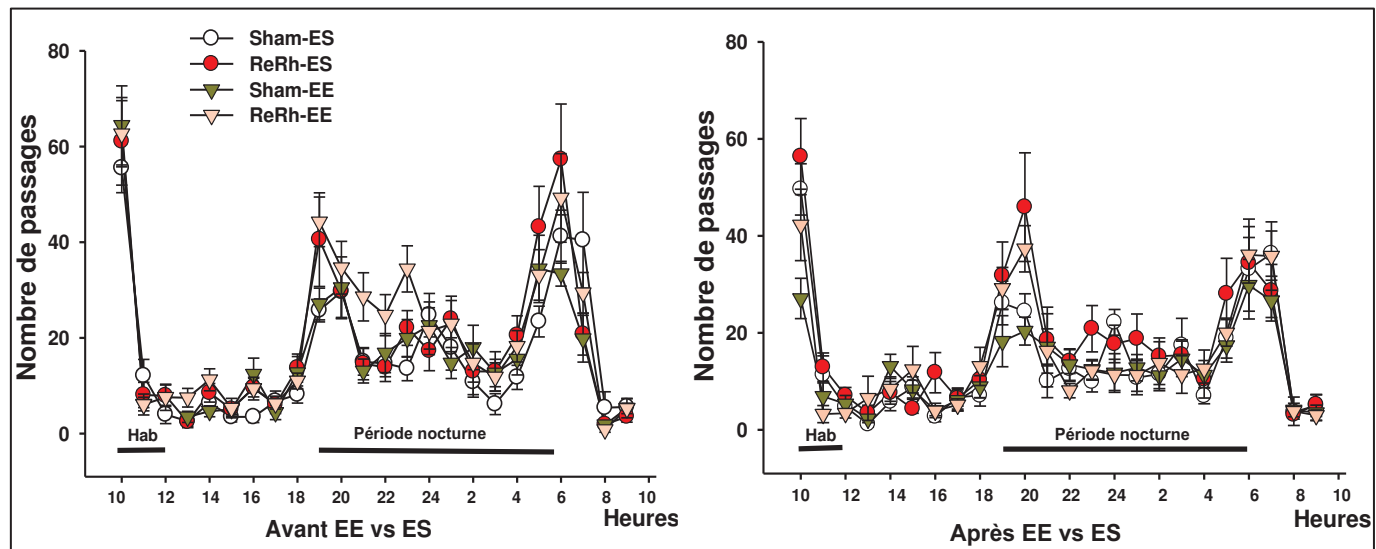 Sham-ES
ReRh-ES
Sham-EE
ReRh-EE
Nombre de passages
80
60
40
20
0
Hab
Période nocturne
10 12 14 16 18 20 22 24 2 4 6 8 10
Avant EE vs ES
Heures
Nombre de passages
80
60
40
20
0
Hab
Période nocturne
10 12 14 16 18 20 22 24 2 4 6 8 10
Après EE vs ES
Heures